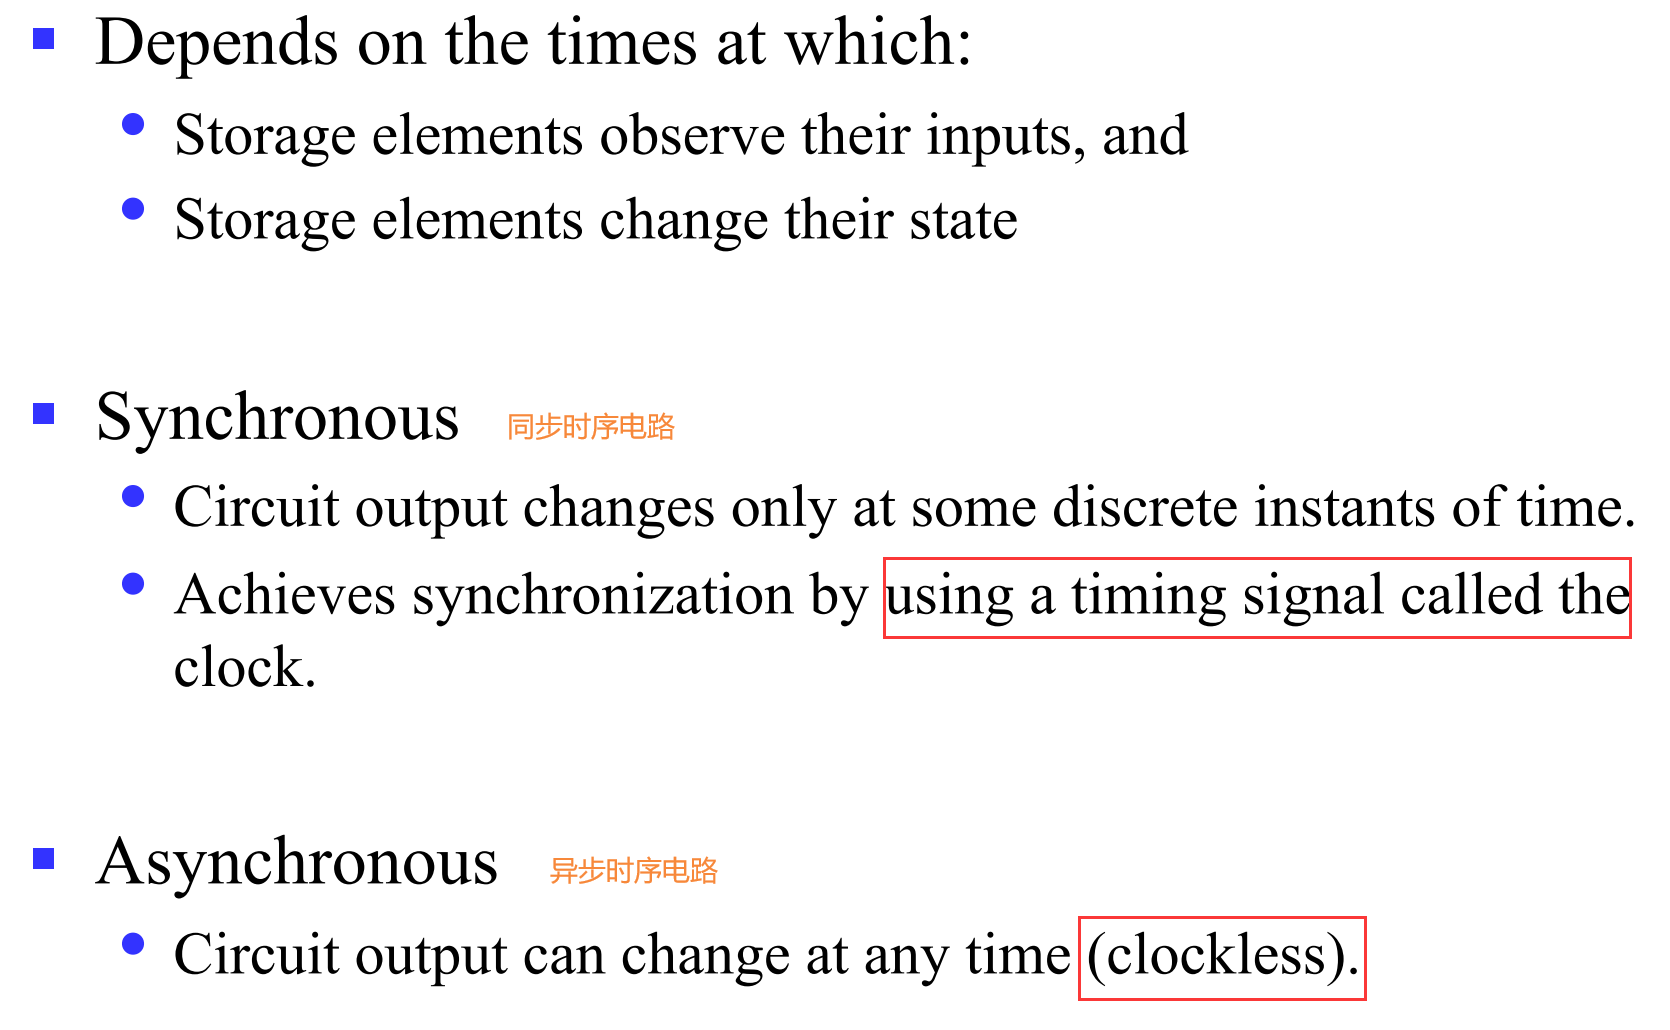 Depends on the times at which:
Storage elements observe their inputs, and
Storage elements change their state
Synchronous 同步时序电路
Circuit output changes only at some discrete instants of time.
Achieves synchronization by using a timing signal called the
clock.
Asynchronous 异步时序电路
Circuit output can change at any time (clockless).